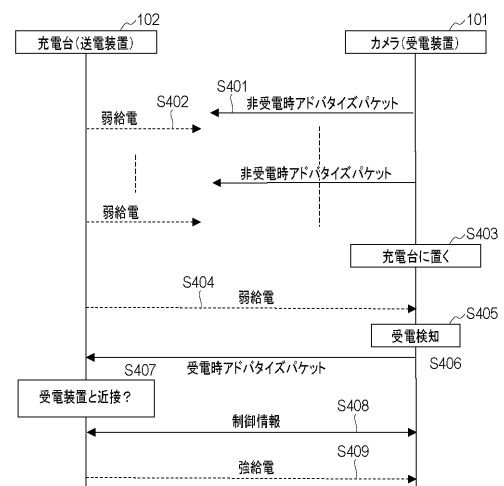 102
101
充電台(送電装置)
カメラ(受電装置)
S401
S402
非受電時アドバタイズパケット
弱給電
非受電時アドバタイズパケット
弱給電
S403
充電台に置く
S404
弱給電
S405
受電検知
S406
受電時アドバタイズパケット
S407
受電装置と近接?
S408
制御情報
S409
強給電